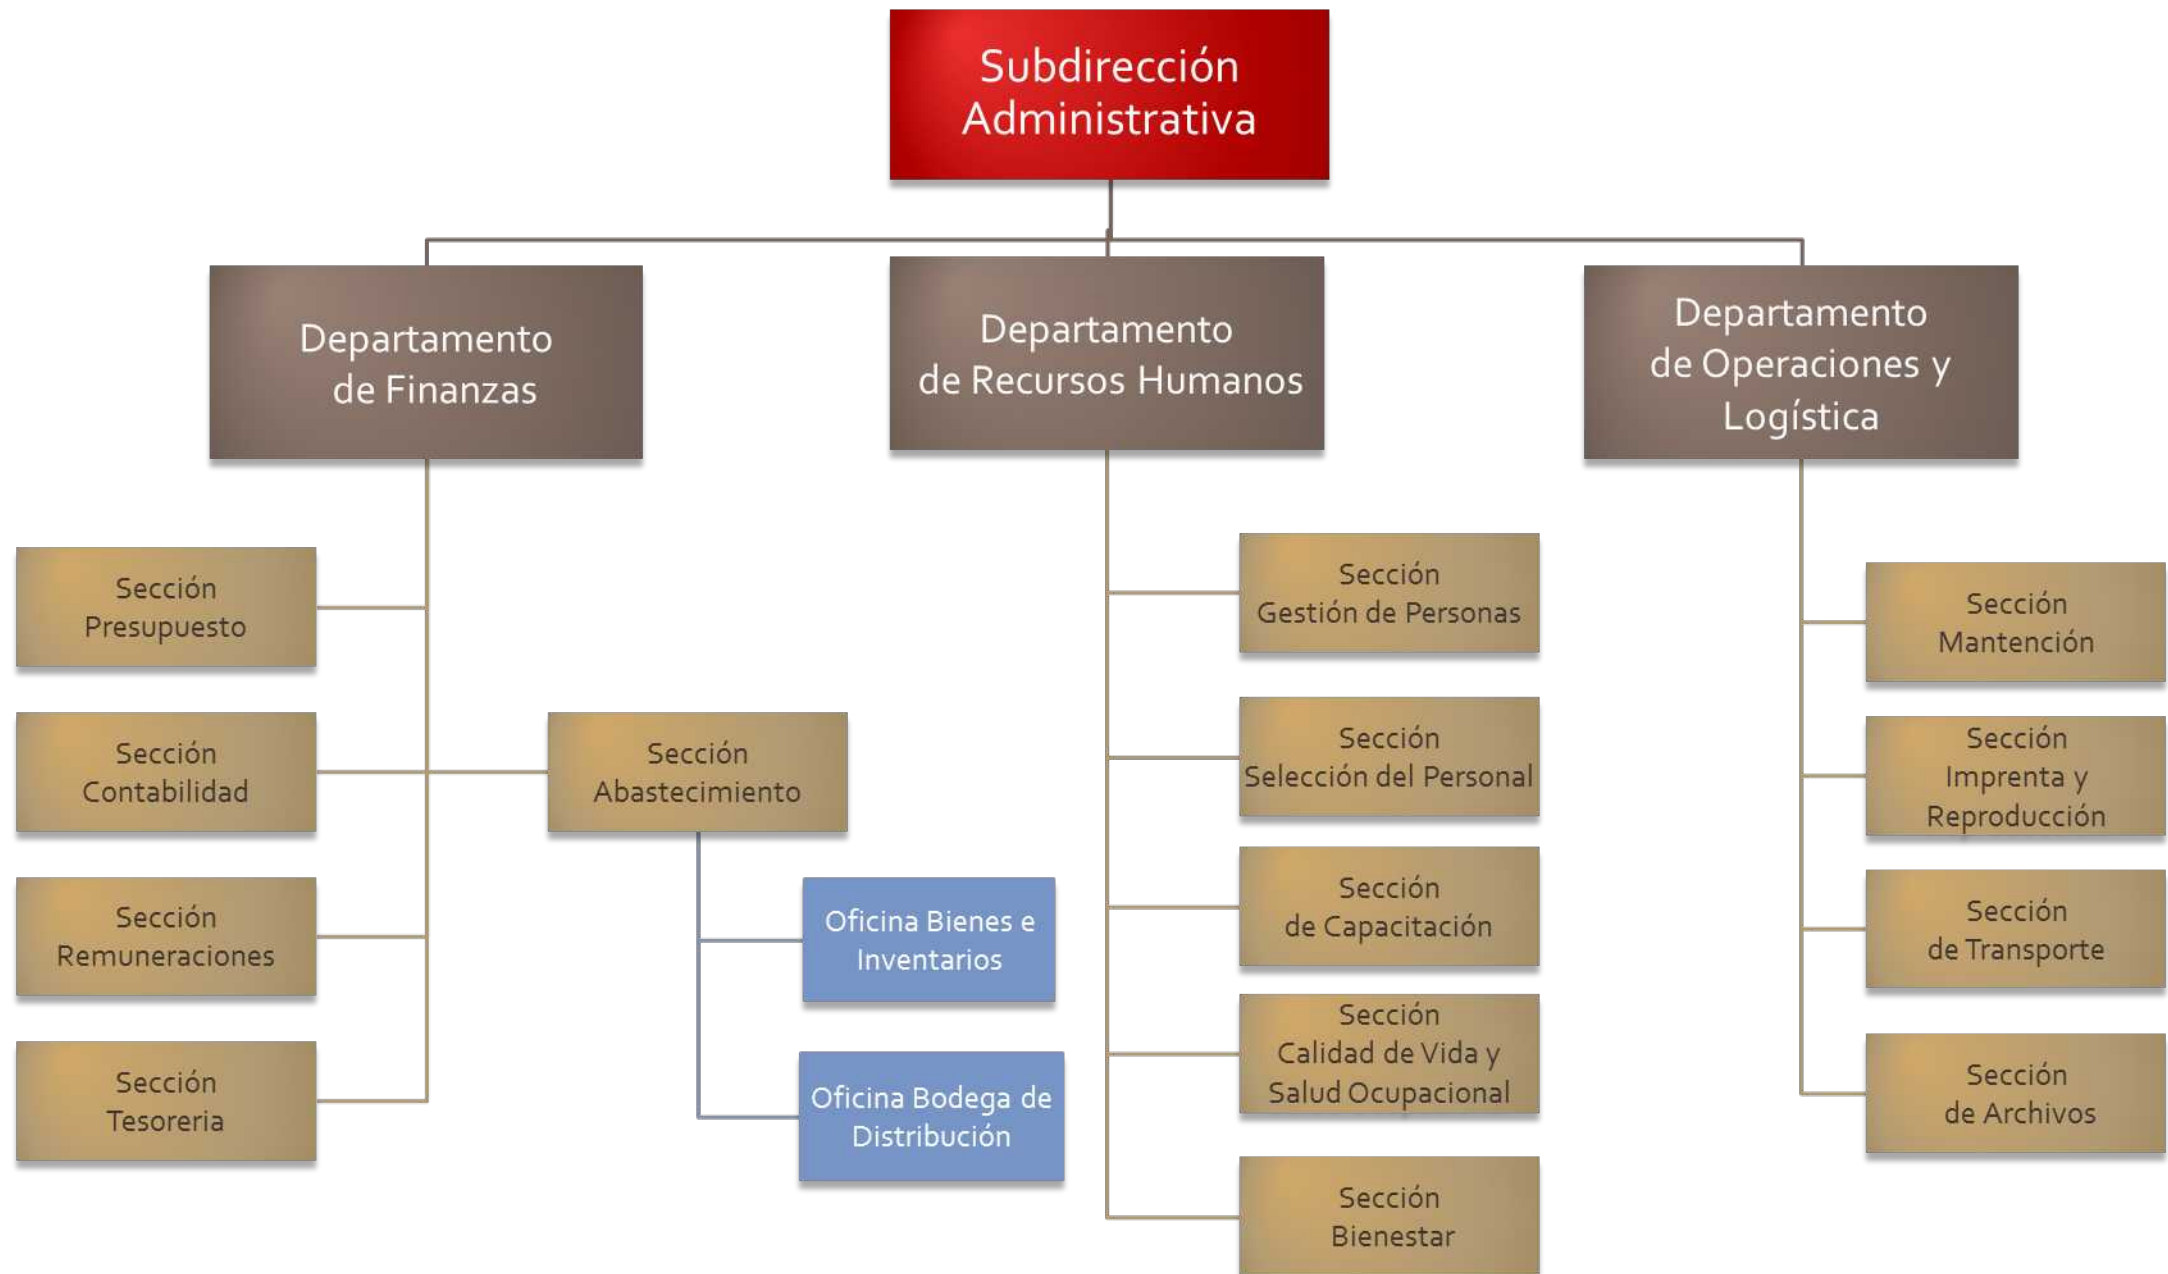 Subdirección
Administrativa
Departamento
de Finanzas
Departamento
de Recursos Humanos
Departamento
de Operaciones y
Logística
Sección
Presupuesto
Sección
Contabilidad
Sección
Remuneraciones
Sección
Tesoreria
Sección
Abastecimiento
Oficina Bienes e
Inventarios
Oficina Bodega de
Distribución
Sección
Gestión de Personas
Sección
Selección del Personal
Sección
de Capacitación
Sección
Calidad de Vida y
Salud Ocupacional
Sección
Bienestar
Sección
Mantención
Sección
Imprenta y
Reproducción
Sección
de Transporte
Sección
de Archivos